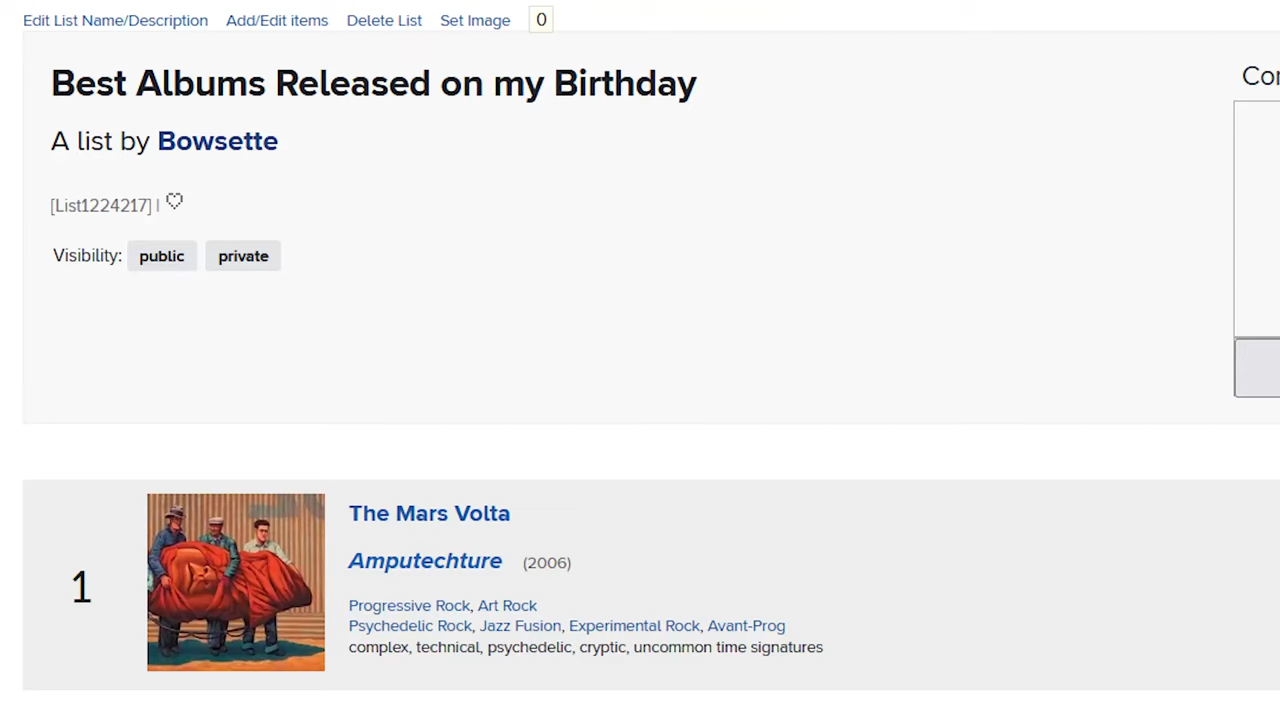 Edit List Name/Description Add/Edit items Delete List Set Image 0
Best Albums Released on my Birthday
A list by Bowsette
[List1224217] |
Visibility: public private
1
The Mars Volta
Amputechture (2006)
Progressive Rock, Art Rock
Psychedelic Rock, Jazz Fusion, Experimental Rock, Avant-Prog
complex, technical, psychedelic, cryptic, uncommon time signatures